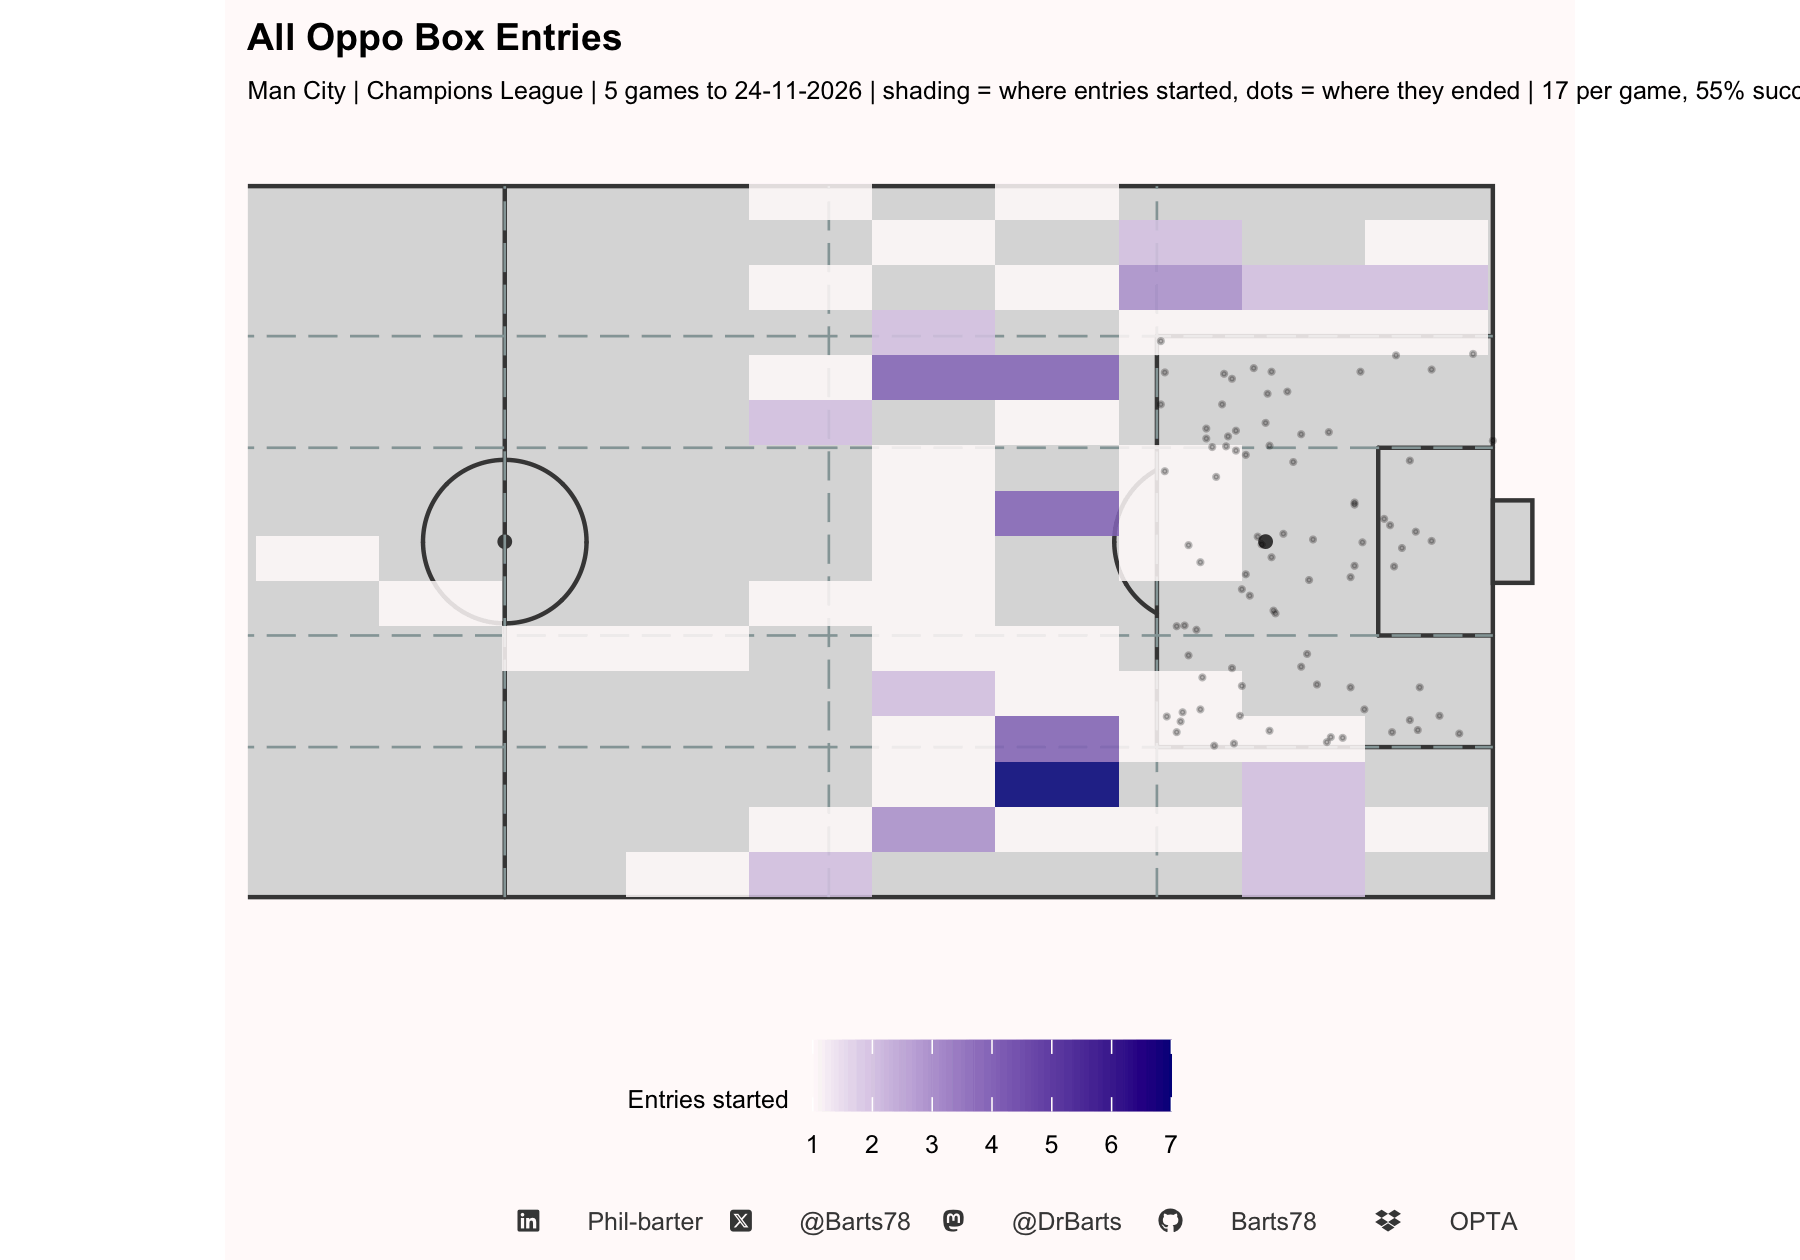 All Oppo Box Entries
Man City | Champions League | 5 games to 24-11-2026 | shading = where entries started, dots = where they ended | 17 per game, 55% succ
Entries started
1 2 3 4 5 6 7
Phil-barter @Barts78 @DrBarts Barts78 OPTA